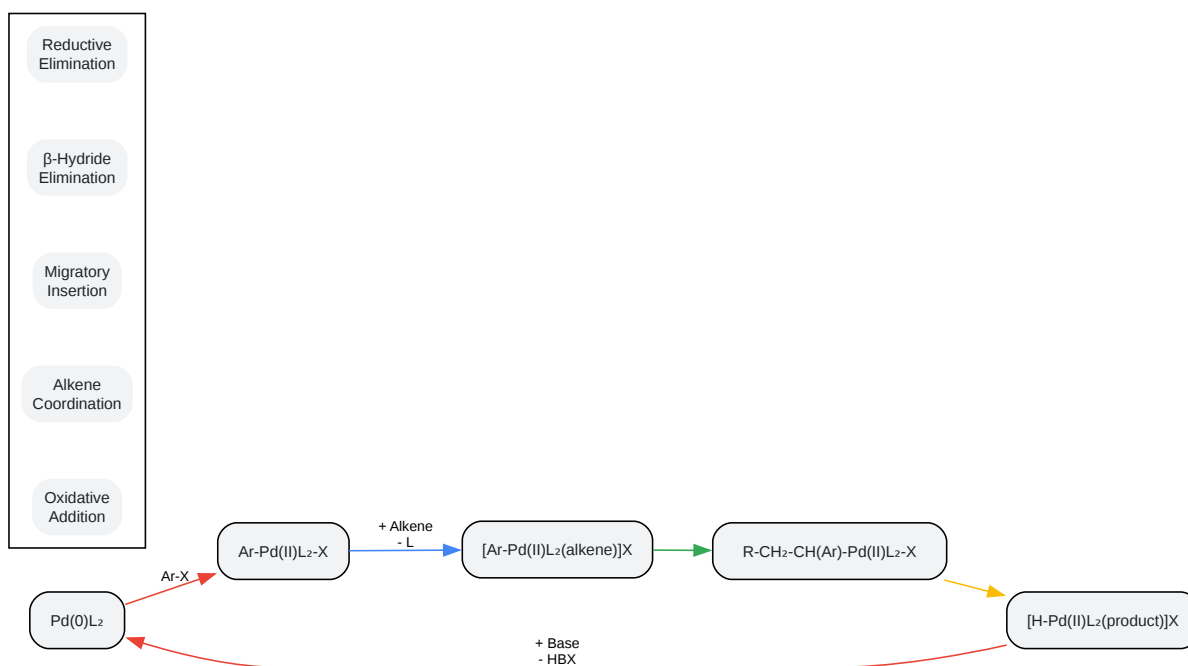 Reductive
Elimination
β-Hydride
Elimination
Migratory
Insertion
Alkene
Coordination
Oxidative
Addition
+ Alkene
- L
Ar-Pd(II)L₂-X
[Ar-Pd(II)L₂(alkene)]X
R-CH₂-CH(Ar)-Pd(II)L₂-X
Ar-X
Pd(0)L₂
[H-Pd(II)L₂(product)]X
+ Base
- HBX